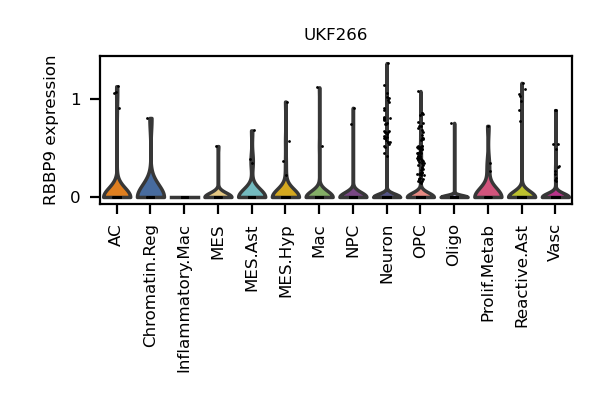 UKF266
RBBP9 expression
1
0
AC
Chromatin.Reg
Inflammatory.Mac
MES
MES.Ast
MES.Hyp
Mac
NPC
Neuron
OPC
Oligo
Prolif.Metab
Reactive.Ast
Vasc